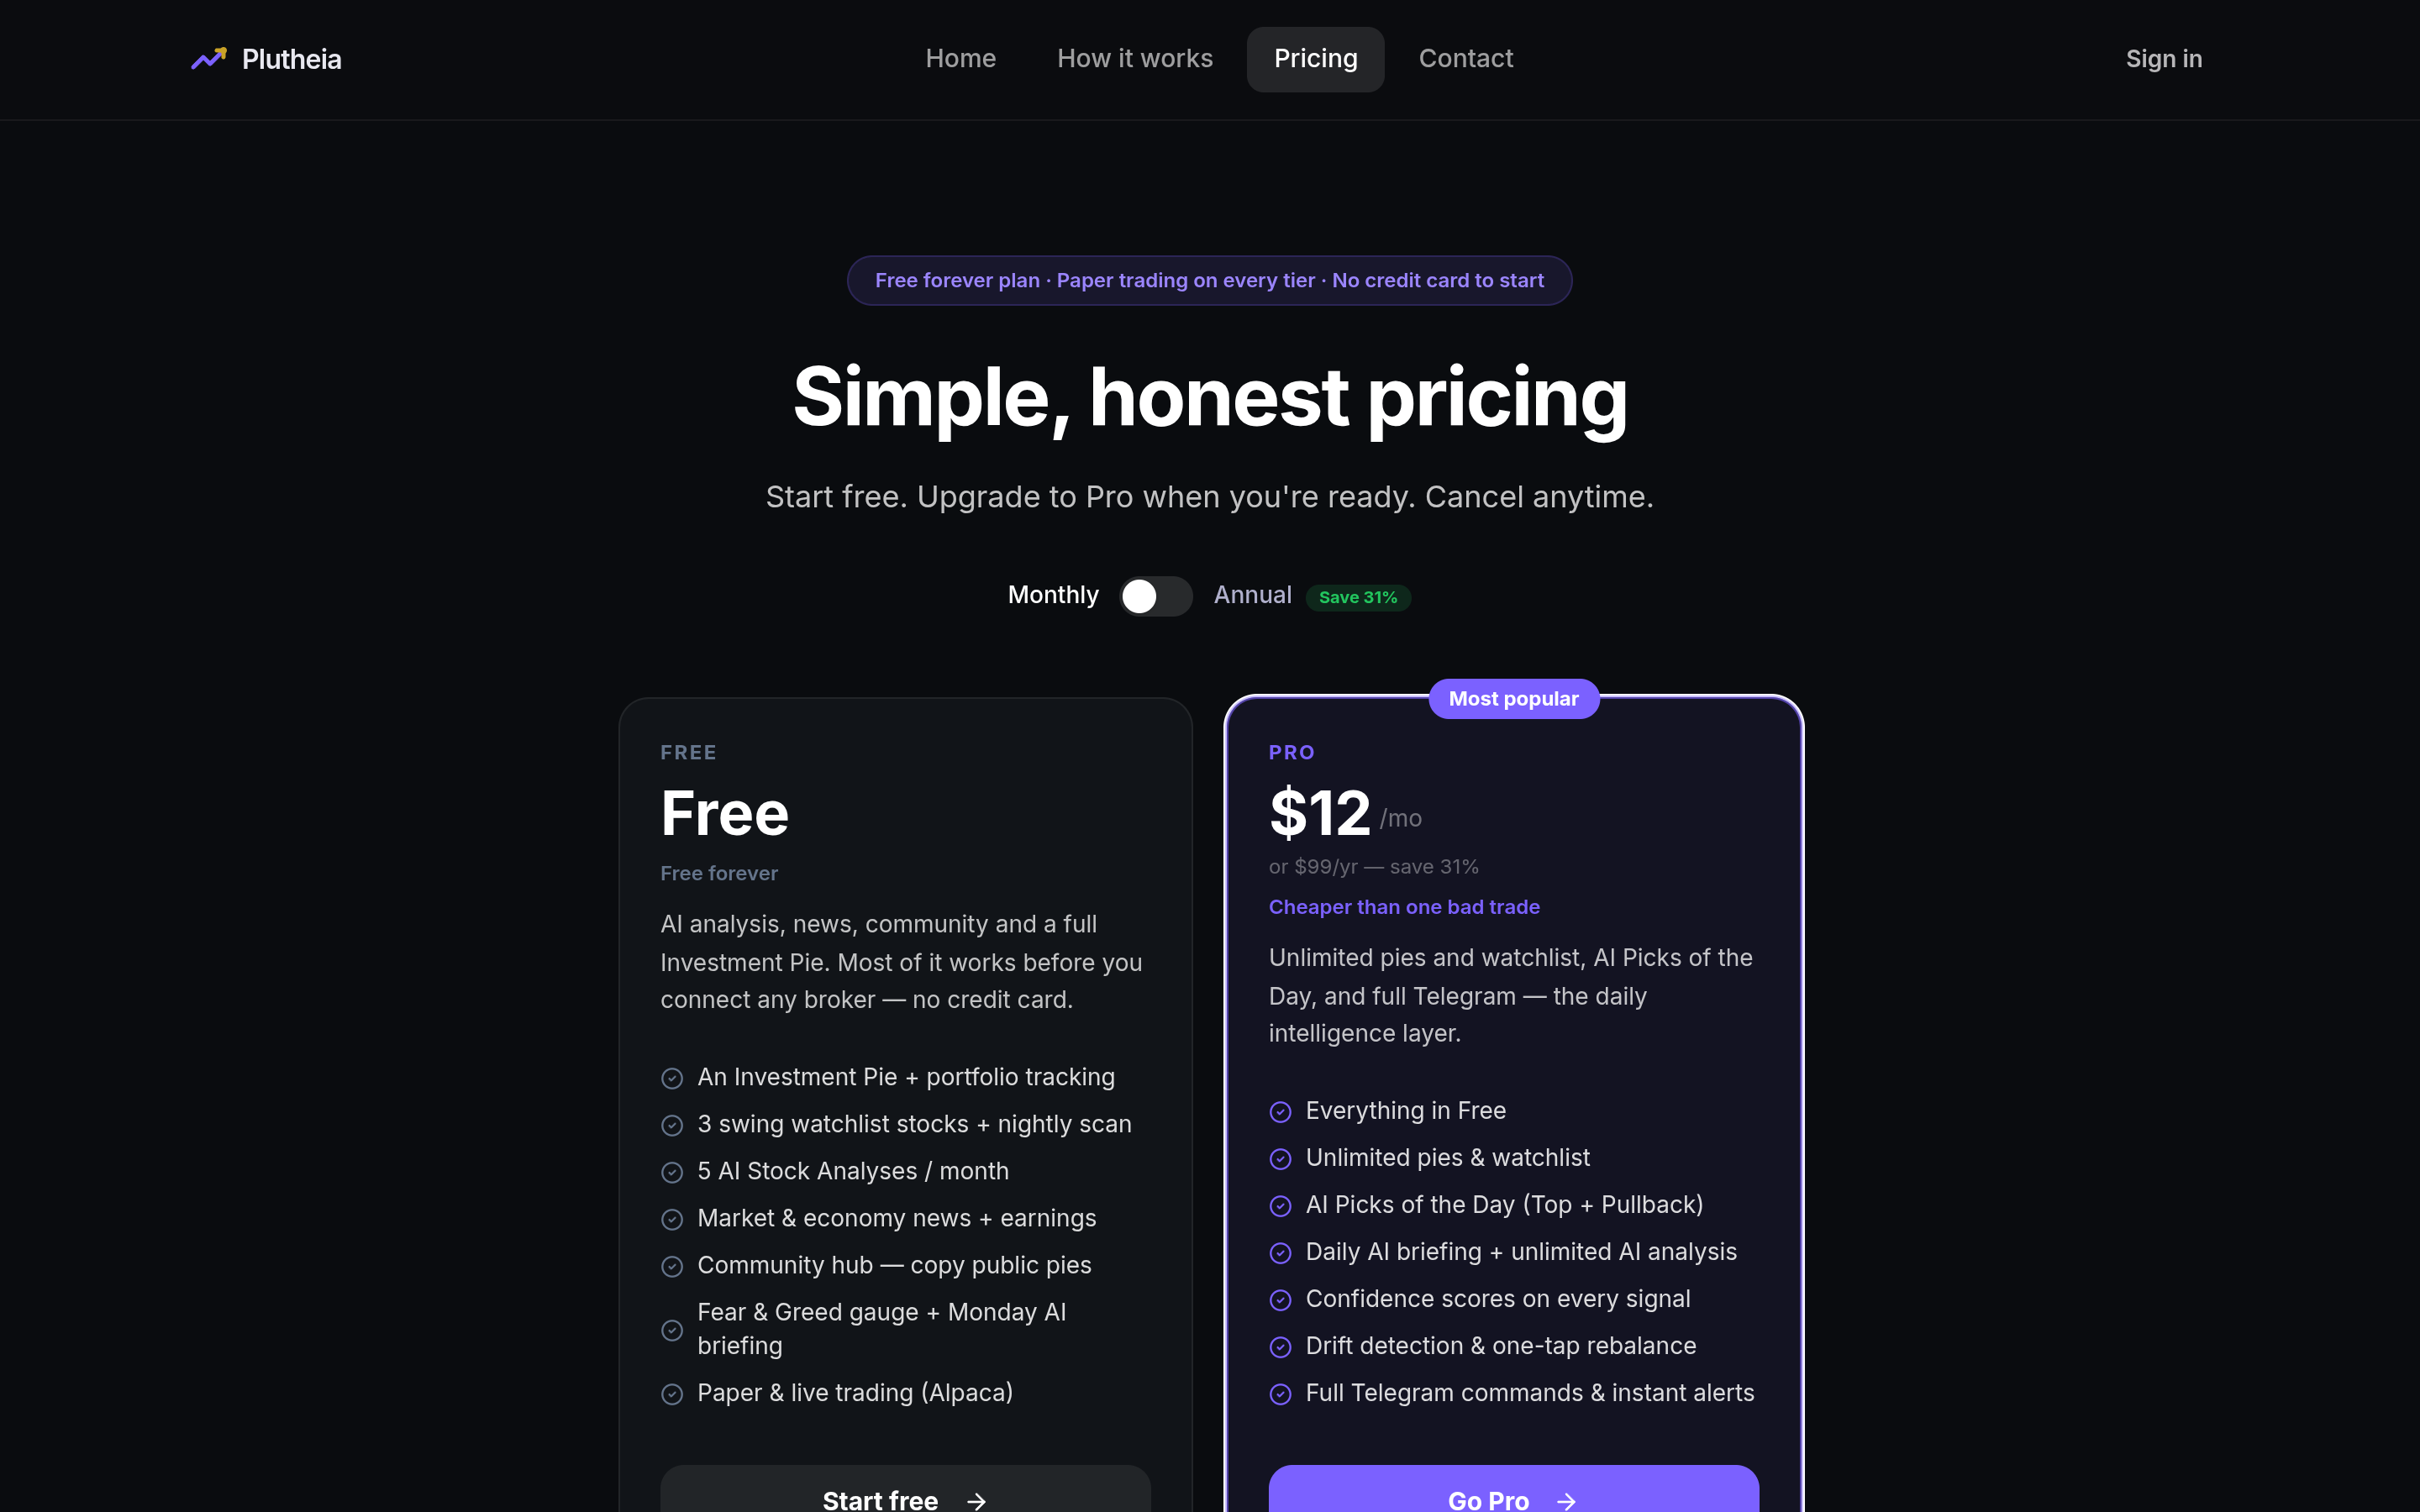 Plutheia
Home
How it works
Pricing
Contact
Sign in
Free forever plan · Paper trading on every tier · No credit card to start
Simple, honest pricing
Start free. Upgrade to Pro when you're ready. Cancel anytime.
Monthly
Annual
Save 31%
FREE
Free
Free forever
AI analysis, news, community and a full
Investment Pie. Most of it works before you
connect any broker — no credit card.
An Investment Pie + portfolio tracking
3 swing watchlist stocks + nightly scan
5 AI Stock Analyses / month
Market & economy news + earnings
Community hub — copy public pies
Fear & Greed gauge + Monday AI
briefing
Paper & live trading (Alpaca)
Start free
Most popular
PRO
$12 /mo
or $99/yr — save 31%
Cheaper than one bad trade
Unlimited pies and watchlist, AI Picks of the
Day, and full Telegram — the daily
intelligence layer.
Everything in Free
Unlimited pies & watchlist
AI Picks of the Day (Top + Pullback)
Daily AI briefing + unlimited AI analysis
Confidence scores on every signal
Drift detection & one-tap rebalance
Full Telegram commands & instant alerts
Go Pro